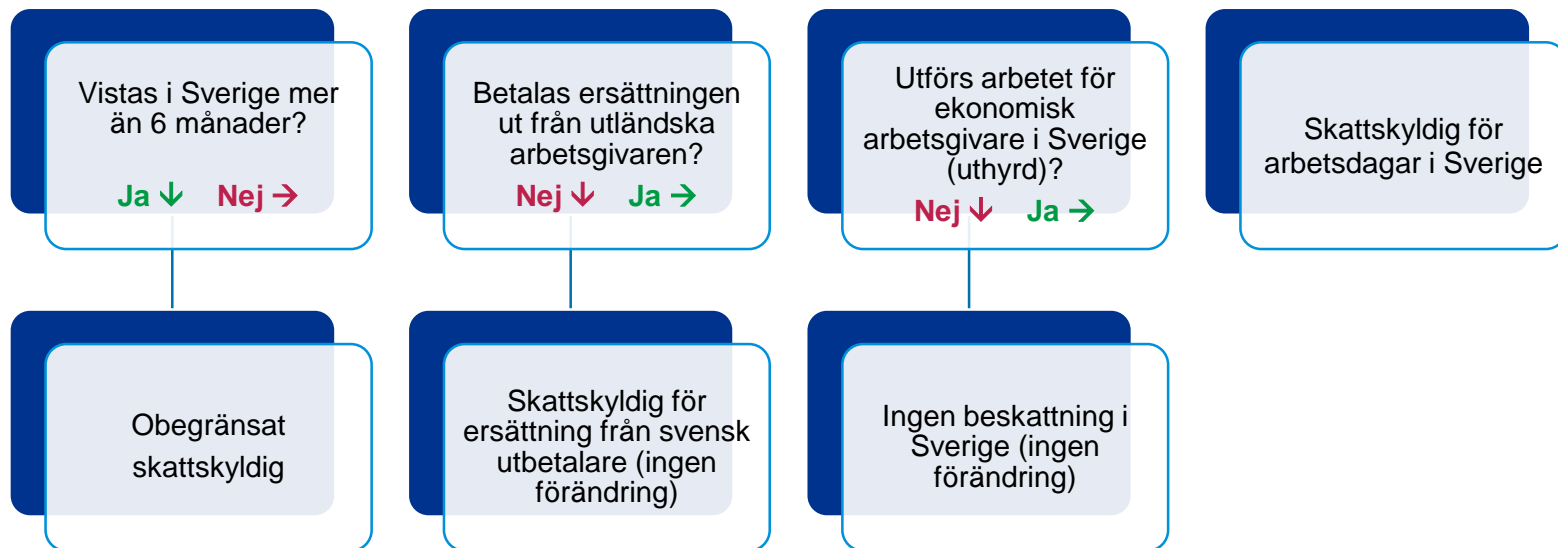 Vistas i Sverige mer
än 6 månader?
Ja ↓ Nej →
Betalas ersättningen
ut från utländska
arbetsgivaren?
Nej ↓ Ja →
Utförs arbetet för
ekonomisk
arbetsgivare i Sverige
(uthyrd)?
Nej ↓ Ja →
Skattskyldig för
arbetsdagar i Sverige
Obegränsat
skattskyldig
Skattskyldig för
ersättning från svensk
utbetalare (ingen
förändring)
Ingen beskattning i
Sverige (ingen
förändring)